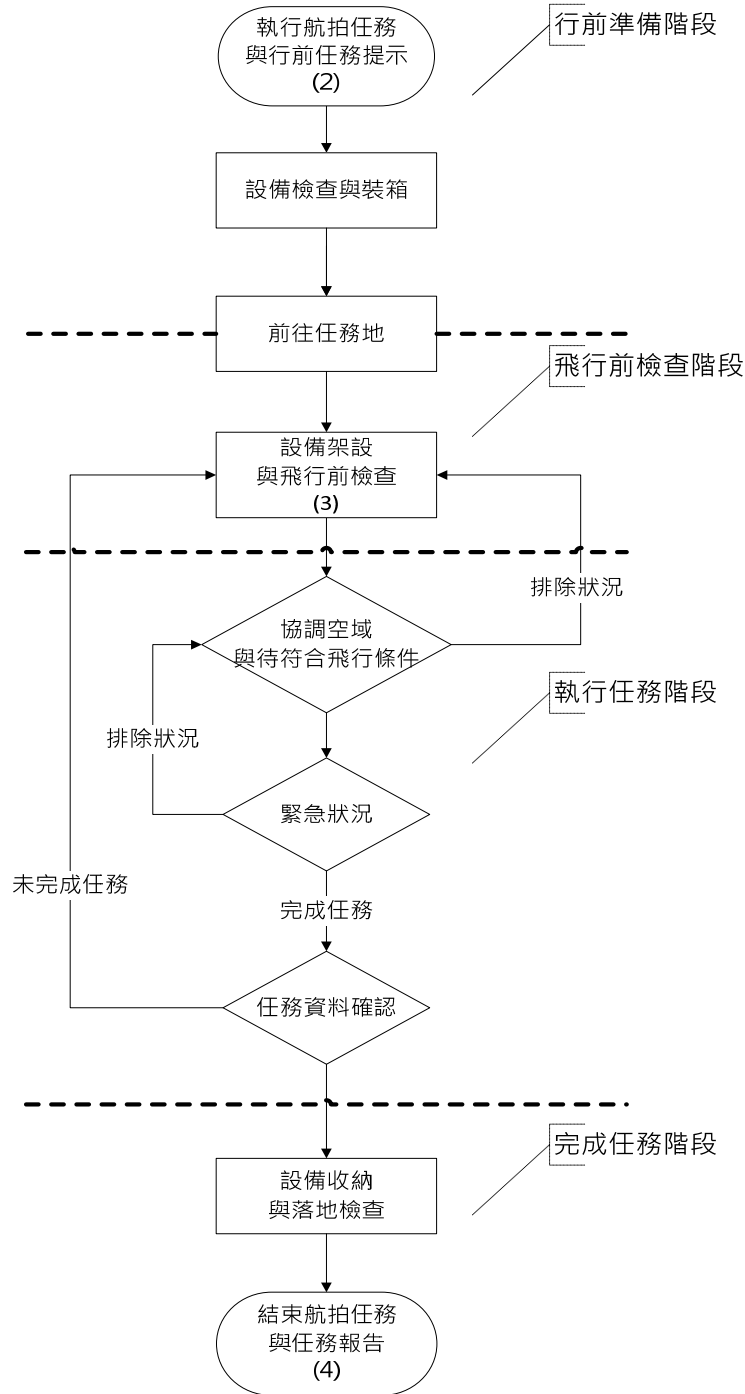 執行航拍任務
與行前任務提示
(2)
行前準備階段
設備檢查與裝箱
前往任務地
飛行前檢查階段
設備架設
與飛行前檢查
(3)
排除狀況
協調空域
與待符合飛行條件
執行任務階段
排除狀況
緊急狀況
未完成任務
完成任務
任務資料確認
完成任務階段
設備收納
與落地檢查
結束航拍任務
與任務報告
(4)